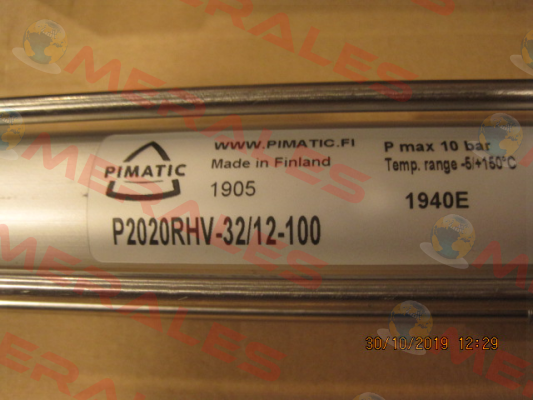 MERALES
WWW.PIMATIC.FI
P max 10 bar
PIMATIC
Made in Finland
Temp. range -5/+150°C
1905
1940E
P2020RHV-32/12-100
30/10/2019 12:29